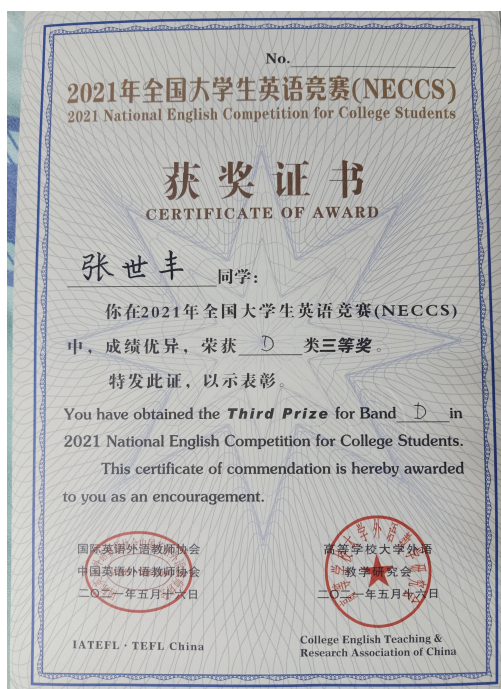 No.
2021年全国大学生英语竞赛(NECCS)
2021 National English Competition for College Students
获奖证书
CERTIFICATE OF AWARD
张世丰 同学:
你在2021年全国大学生英语竞赛(NECCS)
中，成绩优异，荣获 D 类三等奖。
特发此证，以示表彰。
You have obtained the Third Prize for Band D in
2021 National English Competition for College Students.
This certificate of commendation is hereby awarded
to you as an encouragement.
国际英语外语教师协会
中国英语外语教师协会
二〇二一年五月十六日
IATEFL · TEFL China
高等学校大学外语
教学研究会
二〇二一年五月十六日
College English Teaching &
Research Association of China